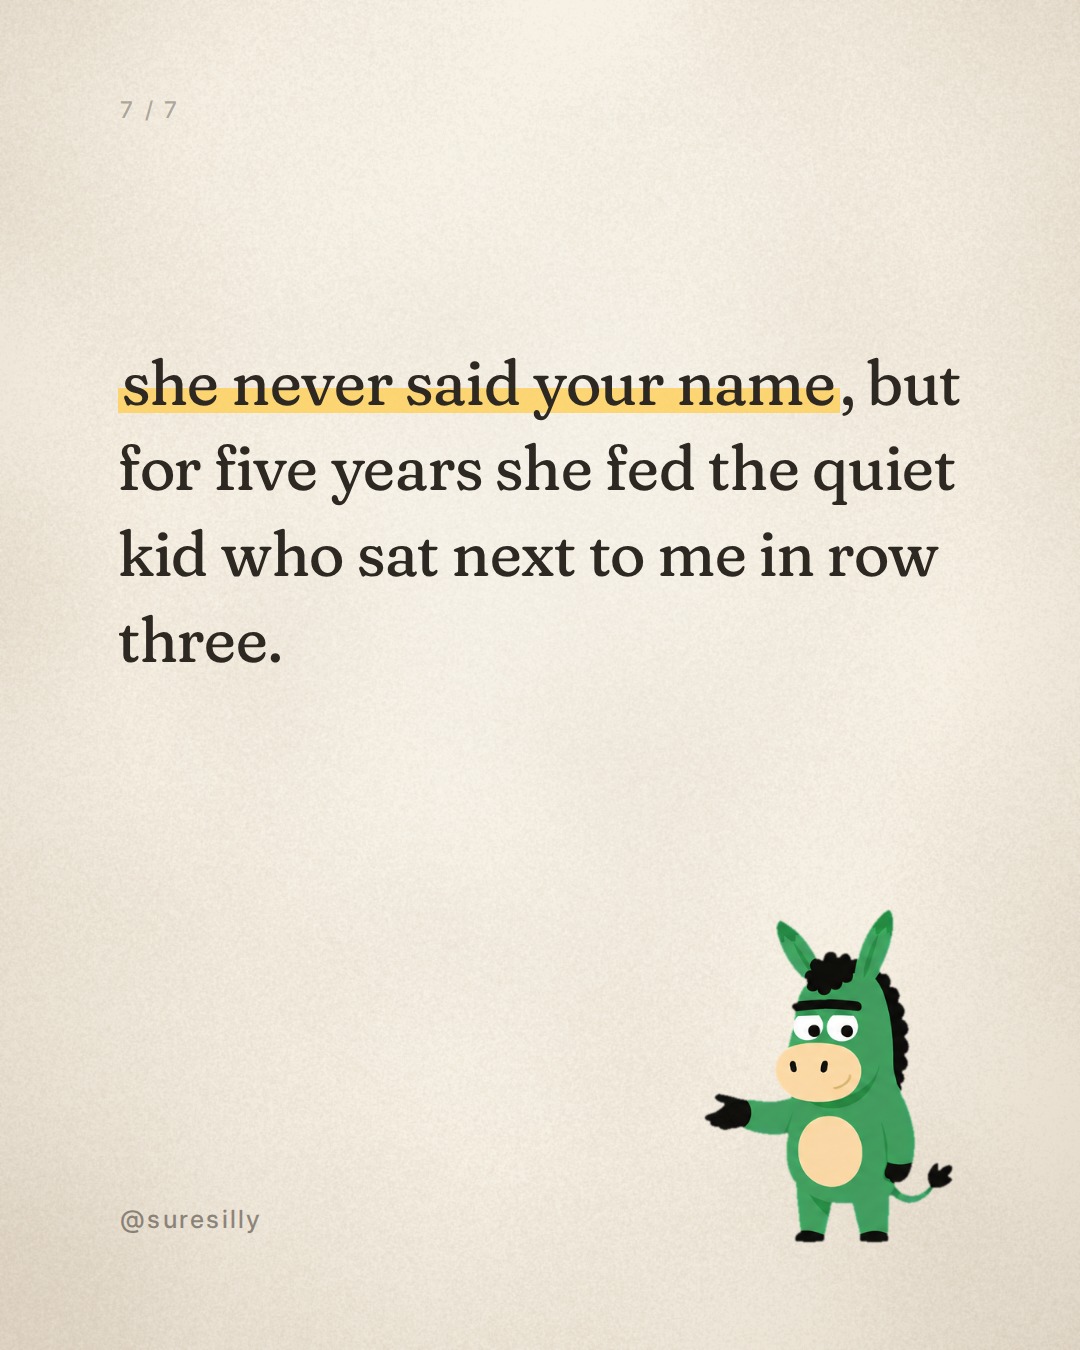 7 / 7
she never said your name, but
for five years she fed the quiet
kid who sat next to me in row
three.
@suresilly